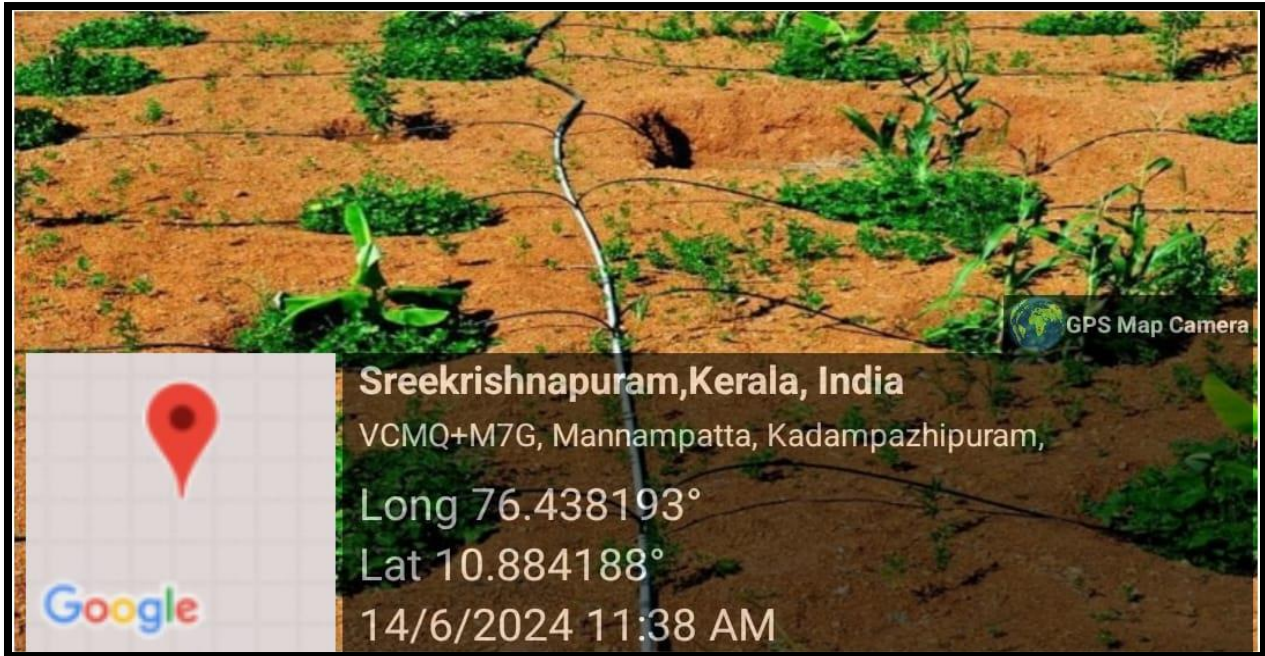 GPS Map Camera
Sreekrishnapuram,Kerala, India
VCMQ+M7G, Mannampatta, Kadampazhipuram,
Long 76.438193°
Lat 10.884188°
14/6/2024 11:38 AM
Google